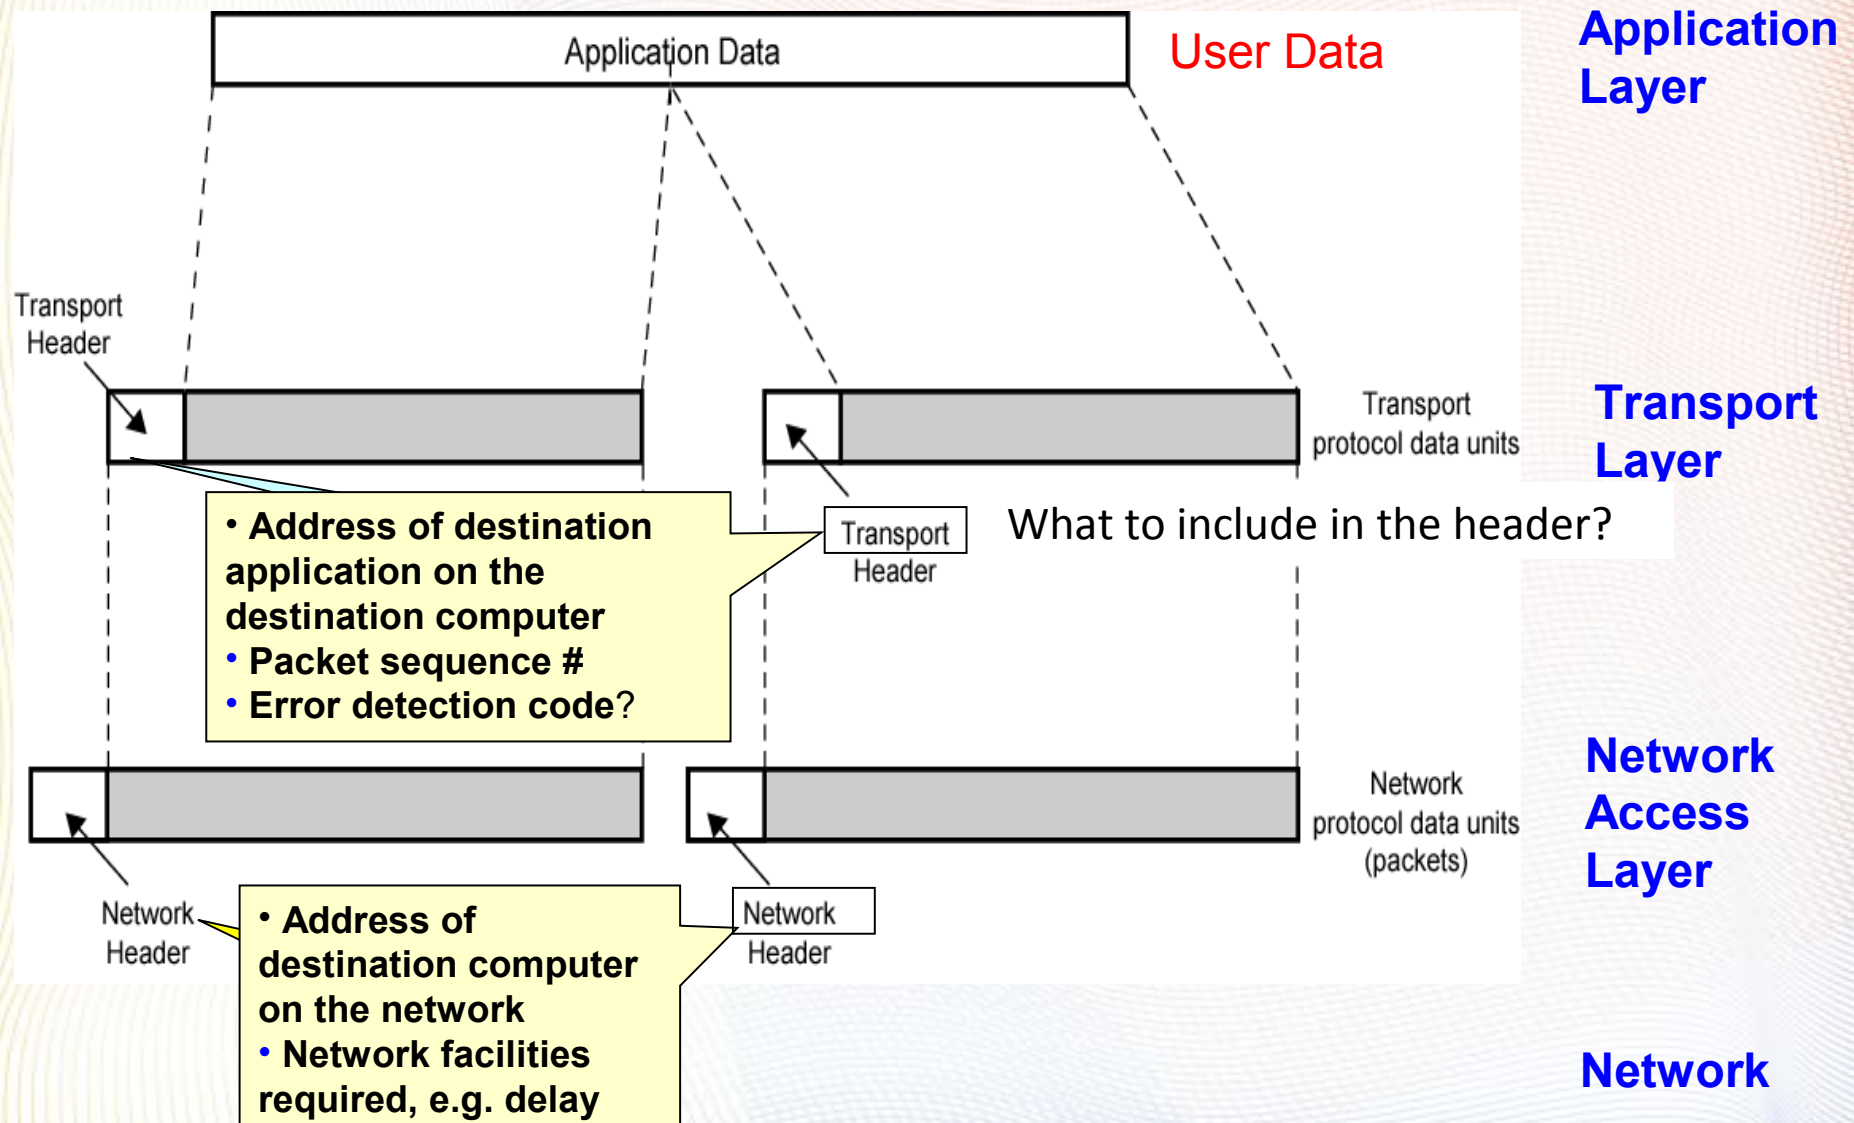 Application Data
User Data
Application
Layer
Transport
Header
Transport
protocol data units
Transport
Layer
• Address of destination
application on the
destination computer
• Packet sequence #
• Error detection code?
Transport
Header
What to include in the header?
Network
protocol data units
(packets)
Network
Access
Layer
Network
Header
• Address of
destination computer
on the network
• Network facilities
required, e.g. delay
Network
Header
Network